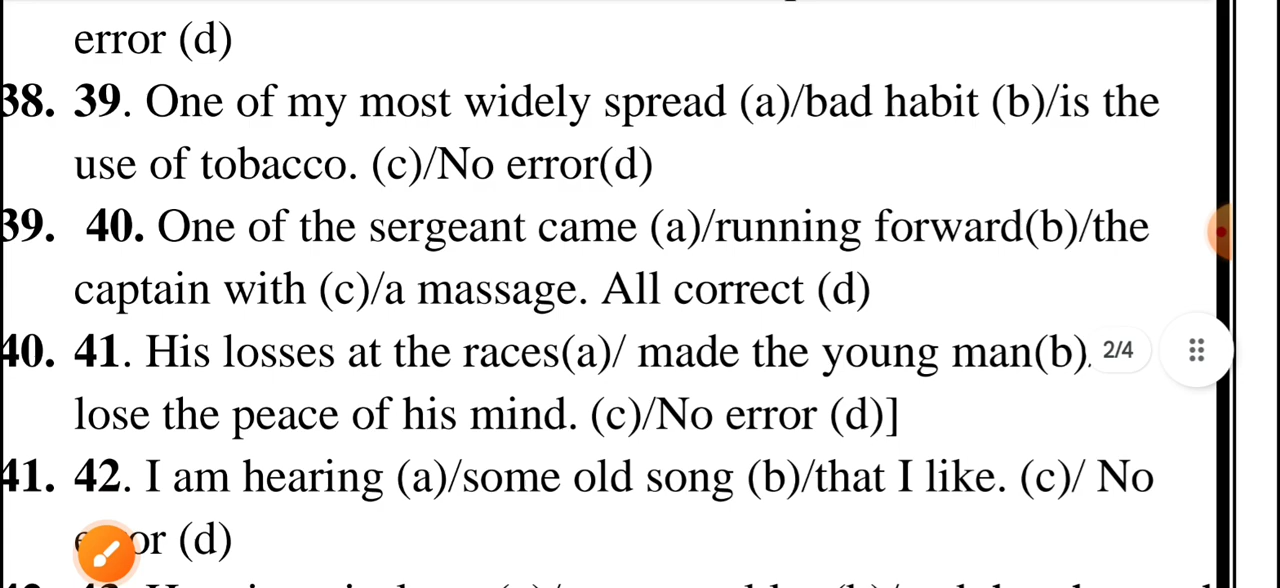 error (d)
38. 39. One of my most widely spread (a)/bad habit (b)/is the
use of tobacco. (c)/No error(d)
39. 40. One of the sergeant came (a)/running forward(b)/the
captain with (c)/a massage. All correct (d)
40. 41. His losses at the races(a)/ made the young man(b). 2/4
lose the peace of his mind. (c)/No error (d)]
41. 42. I am hearing (a)/some old song (b)/that I like. (c)/ No
(d)